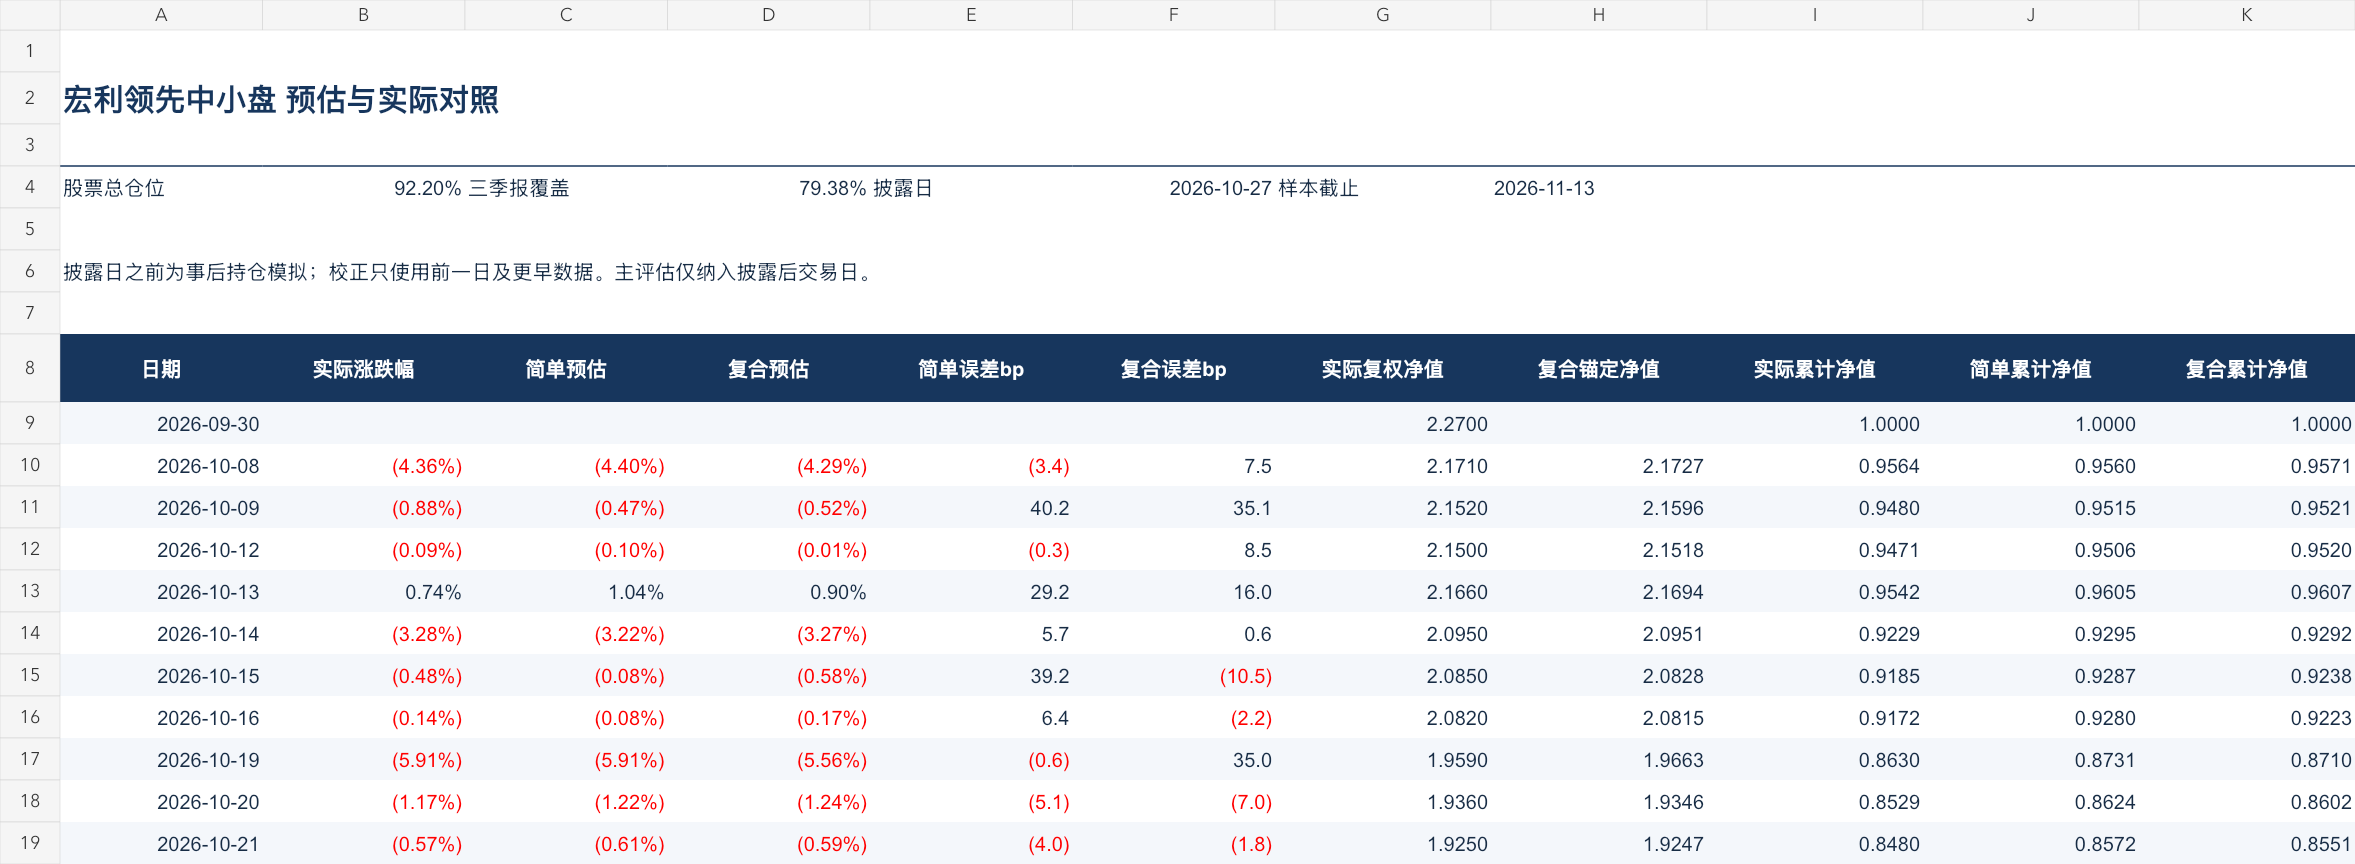 A B C D E F G H I J K
1
2 宏利领先中小盘 预估与实际对照
3
4 股票总仓位 92.20% 三季报覆盖 79.38% 披露日 2026-10-27 样本截止 2026-11-13
5
6 披露日之前为事后持仓模拟；校正只使用前一日及更早数据。主评估仅纳入披露后交易日。
7
8 日期 实际涨跌幅 简单预估 复合预估 简单误差bp 复合误差bp 实际复权净值 复合锚定净值 实际累计净值 简单累计净值 复合累计净值
9 2026-09-30 2.2700 1.0000 1.0000 1.0000
10 2026-10-08 (4.36%) (4.40%) (4.29%) (3.4) 7.5 2.1710 2.1727 0.9564 0.9560 0.9571
11 2026-10-09 (0.88%) (0.47%) (0.52%) 40.2 35.1 2.1520 2.1596 0.9480 0.9515 0.9521
12 2026-10-12 (0.09%) (0.10%) (0.01%) (0.3) 8.5 2.1500 2.1518 0.9471 0.9506 0.9520
13 2026-10-13 0.74% 1.04% 0.90% 29.2 16.0 2.1660 2.1694 0.9542 0.9605 0.9607
14 2026-10-14 (3.28%) (3.22%) (3.27%) 5.7 0.6 2.0950 2.0951 0.9229 0.9295 0.9292
15 2026-10-15 (0.48%) (0.08%) (0.58%) 39.2 (10.5) 2.0850 2.0828 0.9185 0.9287 0.9238
16 2026-10-16 (0.14%) (0.08%) (0.17%) 6.4 (2.2) 2.0820 2.0815 0.9172 0.9280 0.9223
17 2026-10-19 (5.91%) (5.91%) (5.56%) (0.6) 35.0 1.9590 1.9663 0.8630 0.8731 0.8710
18 2026-10-20 (1.17%) (1.22%) (1.24%) (5.1) (7.0) 1.9360 1.9346 0.8529 0.8624 0.8602
19 2026-10-21 (0.57%) (0.61%) (0.59%) (4.0) (1.8) 1.9250 1.9247 0.8480 0.8572 0.8551